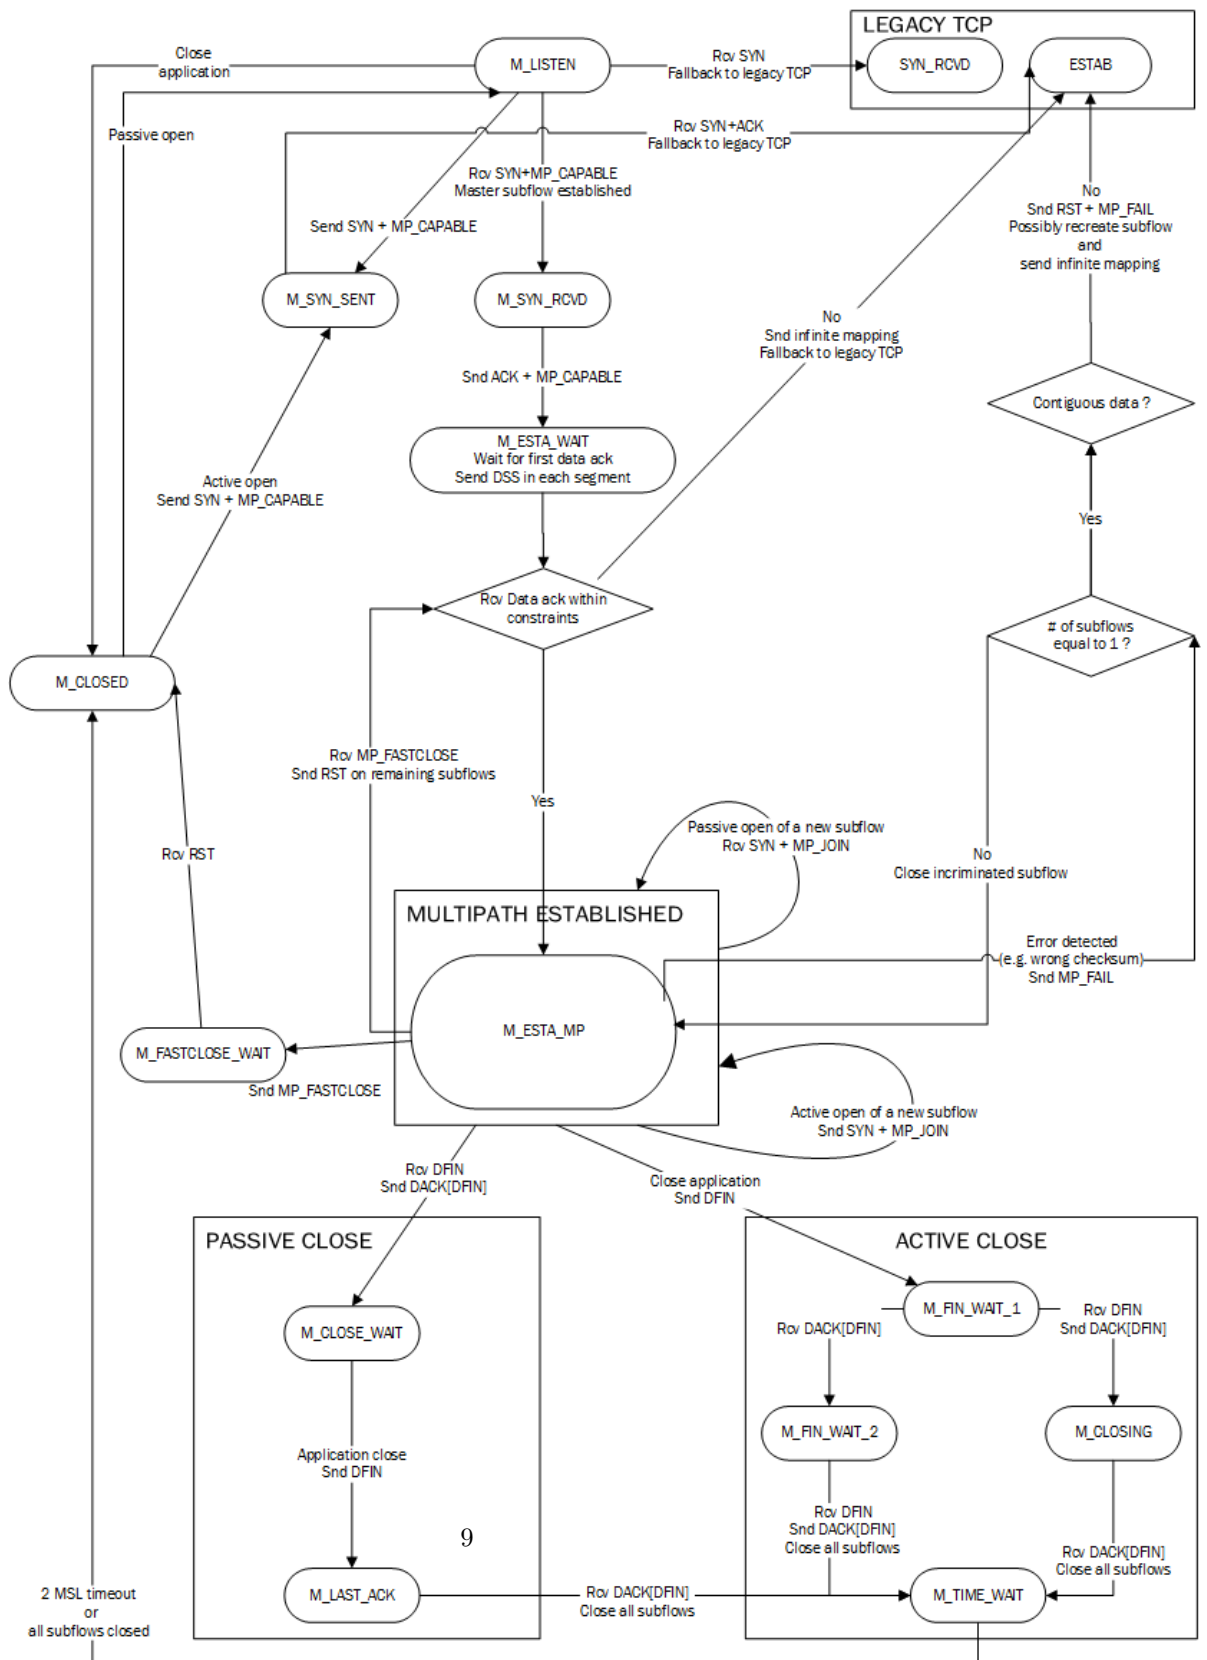 LEGACY TCP
Close
application
M_LISTEN
Rcv SYN
Fallback to legacy TCP
SYN_RCVD
ESTAB
Passive open
Rcv SYN+ACK
Fallback to legacy TCP
Rcv SYN+MP_CAPABLE
Master subflow established
No
Snd RST + MP_FAIL
Possibly recreate subflow
and
send infinite mapping
Send SYN + MP_CAPABLE
M_SYN_SENT
M_SYN_RCVD
No
Snd infinite mapping
Fallback to legacy TCP
Snd ACK + MP_CAPABLE
Contiguous data ?
M_ESTA_WAIT
Wait for first data ack
Send DSS in each segment
Active open
Send SYN + MP_CAPABLE
Yes
Rcv Data ack within
constraints
# of subflows
equal to 1 ?
M_CLOSED
Rcv MP_FASTCLOSE
Snd RST on remaining subflows
Yes
Passive open of a new subflow
Rcv SYN + MP_JOIN
Rcv RST
No
Close incriminated subflow
MULTIPATH ESTABLISHED
Error detected
(e.g. wrong checksum)
Snd MP_FAIL
M_ESTA_MP
M_FASTCLOSE_WAIT
Snd MP_FASTCLOSE
Active open of a new subflow
Snd SYN + MP_JOIN
Rcv DFIN
Snd DACK[DFIN]
Close application
Snd DFIN
PASSIVE CLOSE
ACTIVE CLOSE
M_CLOSE_WAIT
M_FIN_WAIT_1
Rcv DACK[DFIN]
Rcv DFIN
Snd DACK[DFIN]
M_FIN_WAIT_2
M_CLOSING
Application close
Snd DFIN
9
Rcv DFIN
Snd DACK[DFIN]
Close all subflows
Rcv DACK[DFIN]
Close all subflows
2 MSL timeout
or
all subflows closed
M_LAST_ACK
Rcv DACK[DFIN]
Close all subflows
M_TIME_WAIT